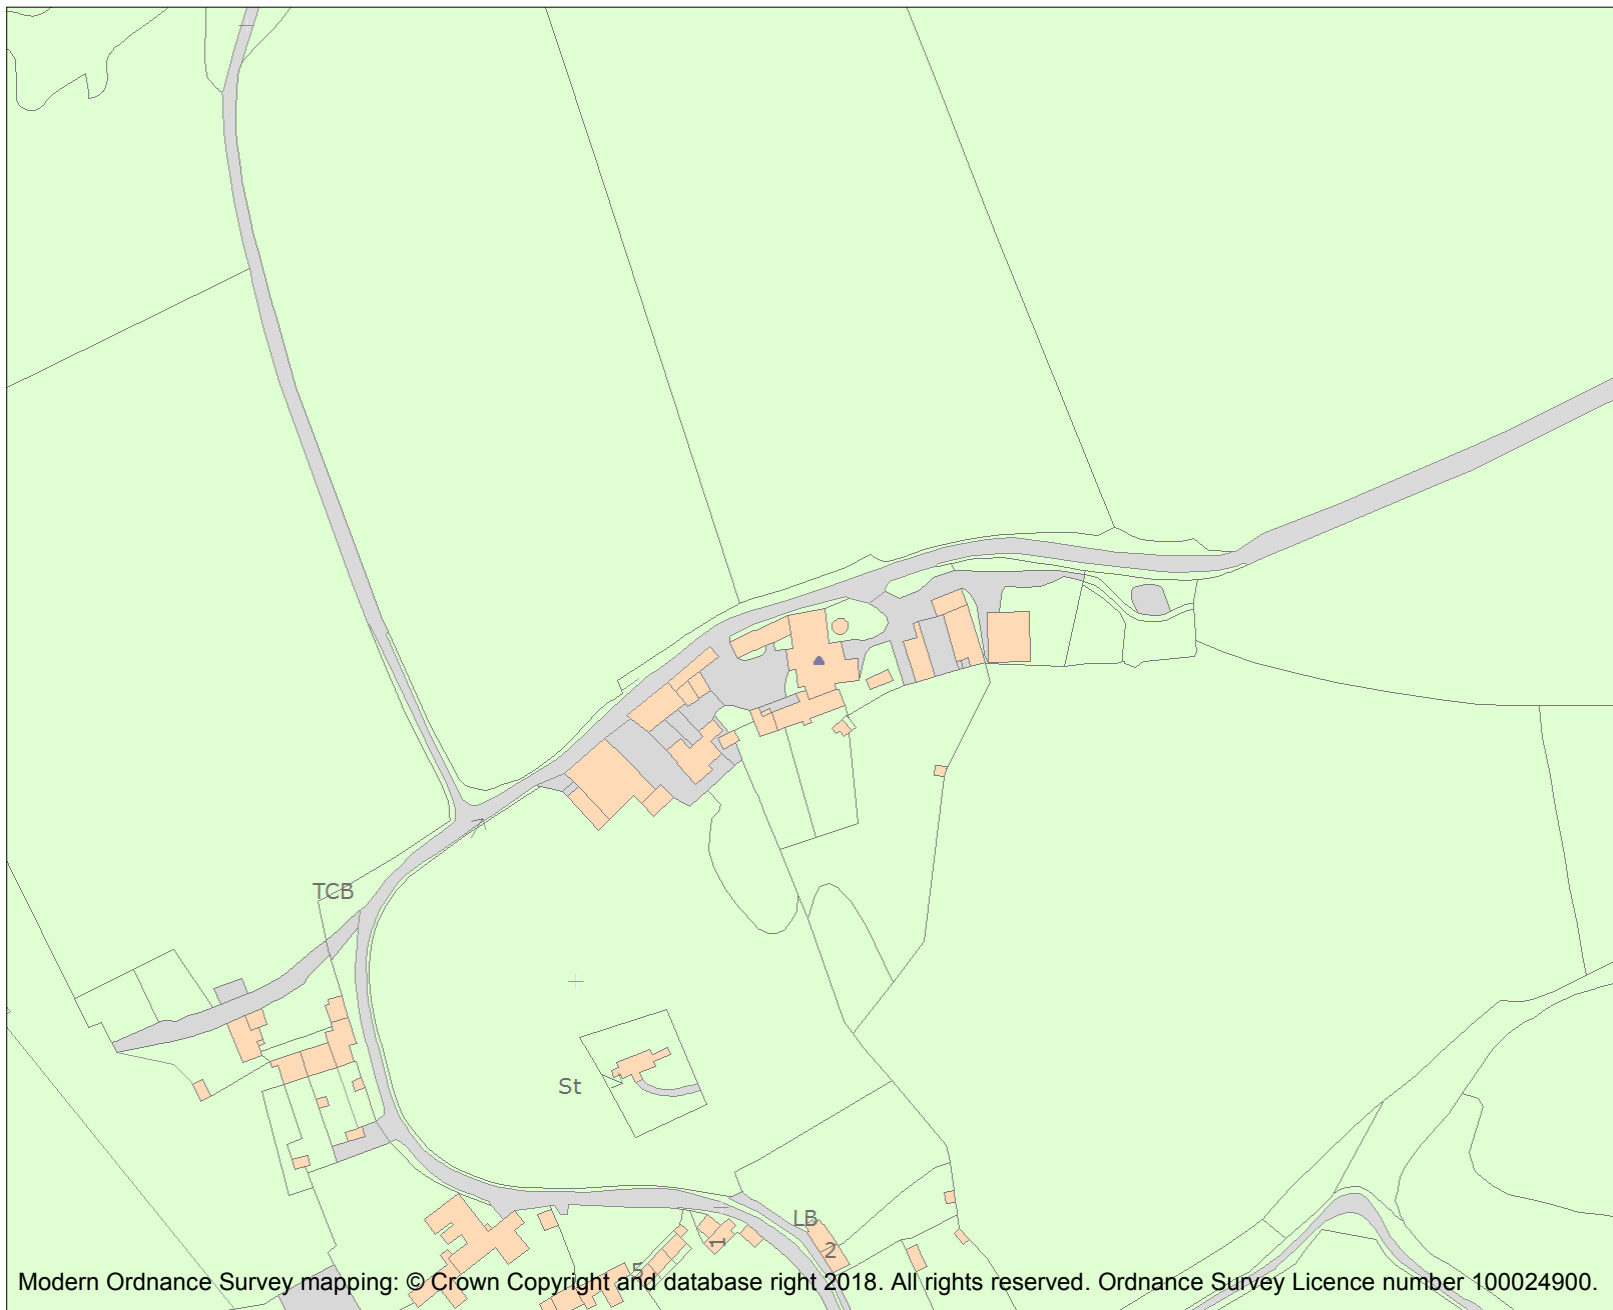 TCB
St
LB
1
2
5
Modern Ordnance Survey mapping: © Crown Copyright and database right 2018. All rights reserved. Ordnance Survey Licence number 100024900.